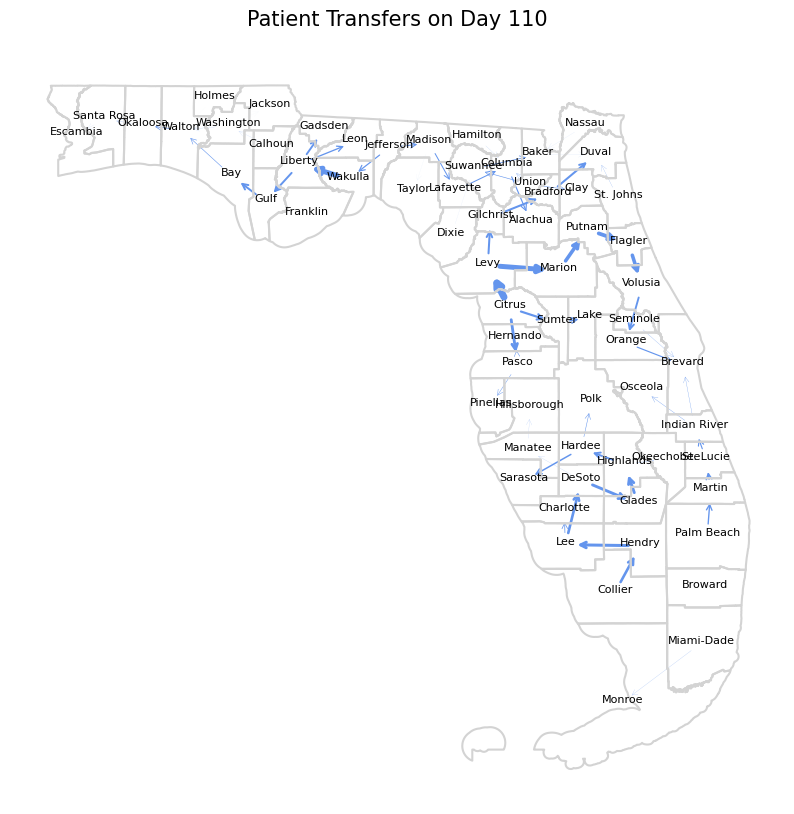 Patient Transfers on Day 110
Holmes
Jackson
Santa Rosa
Okaloosa
Walton
Washington
Escambia
Gadsden
Nassau
Calhoun
Leon
Jefferson
Madison
Hamilton
Baker
Duval
Liberty
Suwannee
Columbia
Bay
Wakulla
Taylor
Lafayette
Union
Bradford
Clay
St. Johns
Gulf
Franklin
Gilchrist
Alachua
Dixie
Putnam
Flagler
Levy
Marion
Volusia
Citrus
Sumter
Lake
Seminole
Hernando
Orange
Pasco
Brevard
Osceola
Pinellas
Hillsborough
Polk
Indian River
Manatee
Hardee
Highlands
Okeechobee
St. Lucie
Sarasota
DeSoto
Martin
Charlotte
Glades
Palm Beach
Lee
Hendry
Collier
Broward
Miami-Dade
Monroe